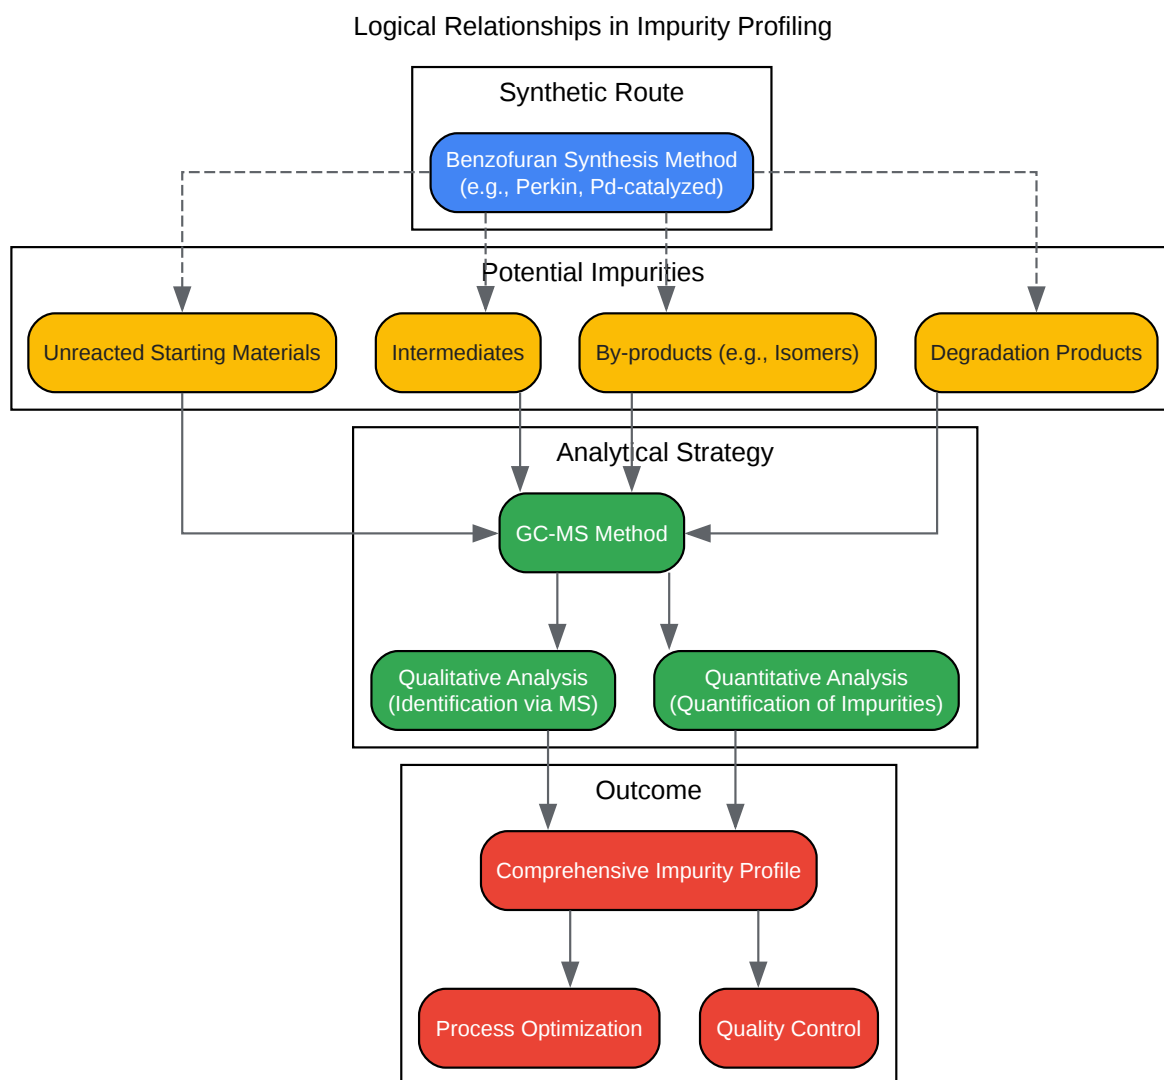 Logical Relationships in Impurity Profiling
Synthetic Route
Benzofuran Synthesis Method
(e.g., Perkin, Pd-catalyzed)
Potential Impurities
Unreacted Starting Materials
Intermediates
By-products (e.g., Isomers)
Degradation Products
Analytical Strategy
GC-MS Method
Qualitative Analysis
(Identification via MS)
Quantitative Analysis
(Quantification of Impurities)
Outcome
Comprehensive Impurity Profile
Process Optimization
Quality Control